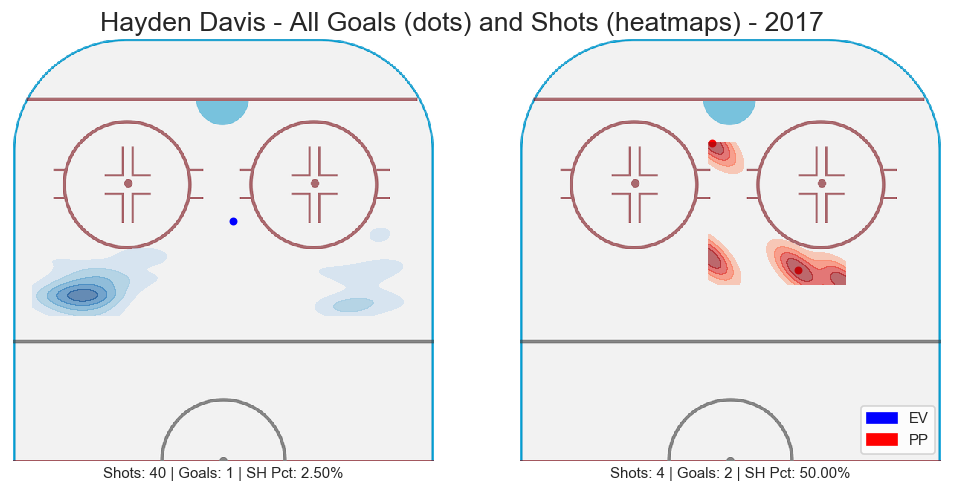 Hayden Davis - All Goals (dots) and Shots (heatmaps) - 2017
EV
PP
Shots: 40 | Goals: 1 | SH Pct: 2.50%
Shots: 4 | Goals: 2 | SH Pct: 50.00%